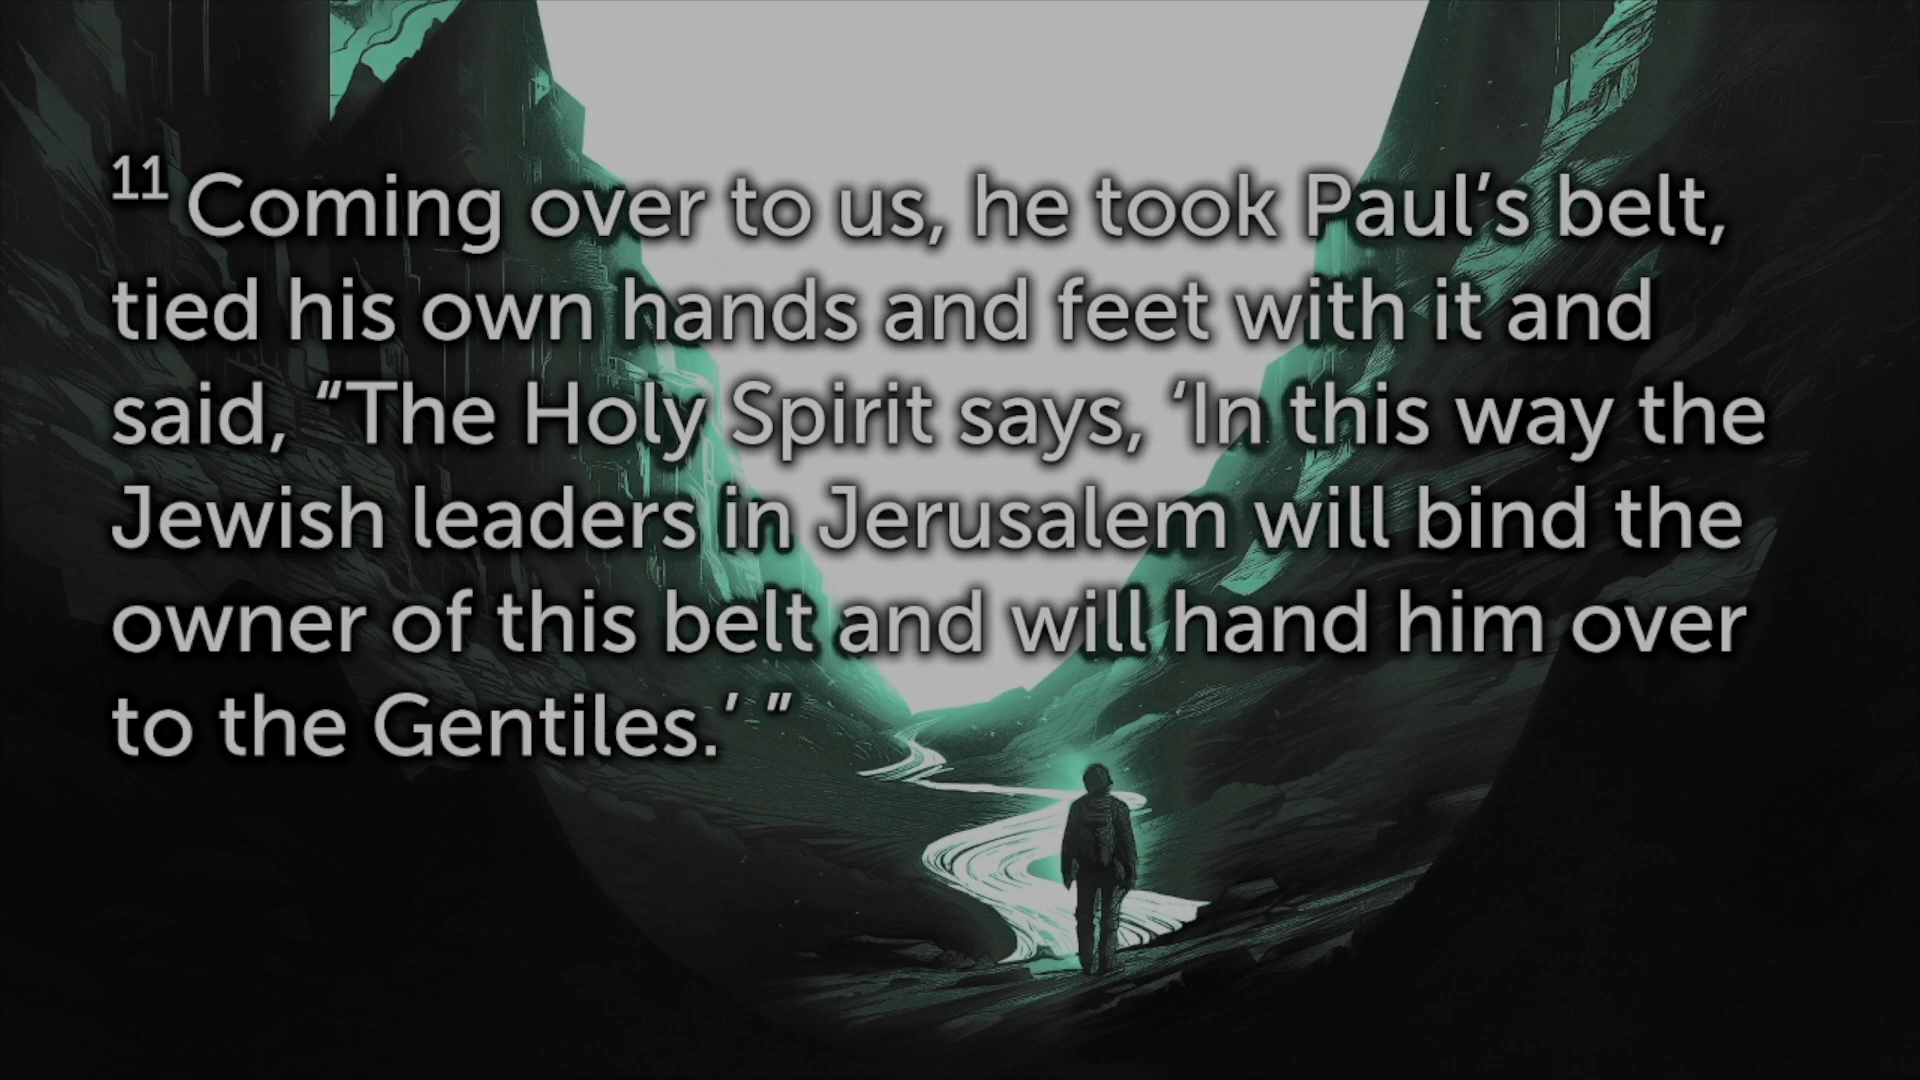 11 Coming over to us, he took Paul’s belt,
tied his own hands and feet with it and
said, “The Holy Spirit says, ‘In this way the
Jewish leaders in Jerusalem will bind the
owner of this belt and will hand him over
to the Gentiles.’ ”